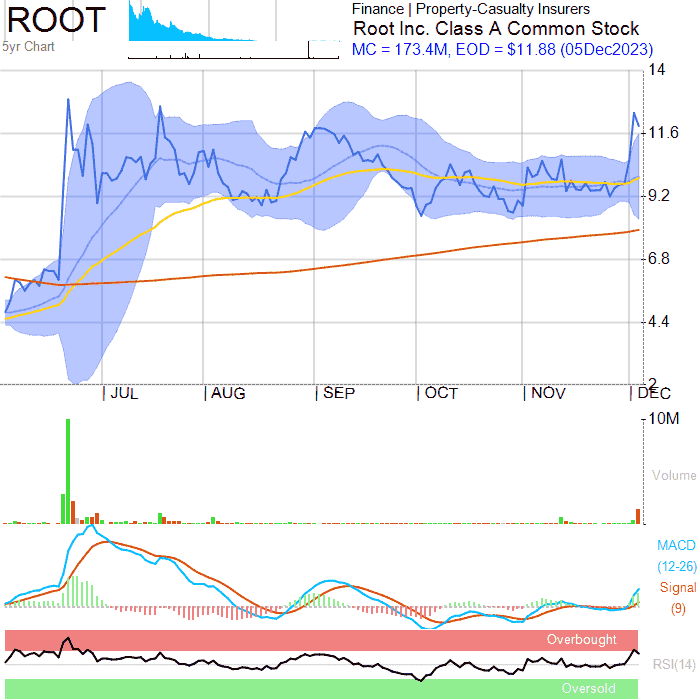 ROOT
5yr Chart
Finance | Property-Casualty Insurers
Root Inc. Class A Common Stock
MC = 173.4M, EOD = $11.88 (05Dec2023)
14
11.6
9.2
6.8
4.4
2
JUL AUG SEP OCT NOV DEC
10M
Volume
MACD
(12-26)
Signal
(9)
Overbought
RSI(14)
Oversold